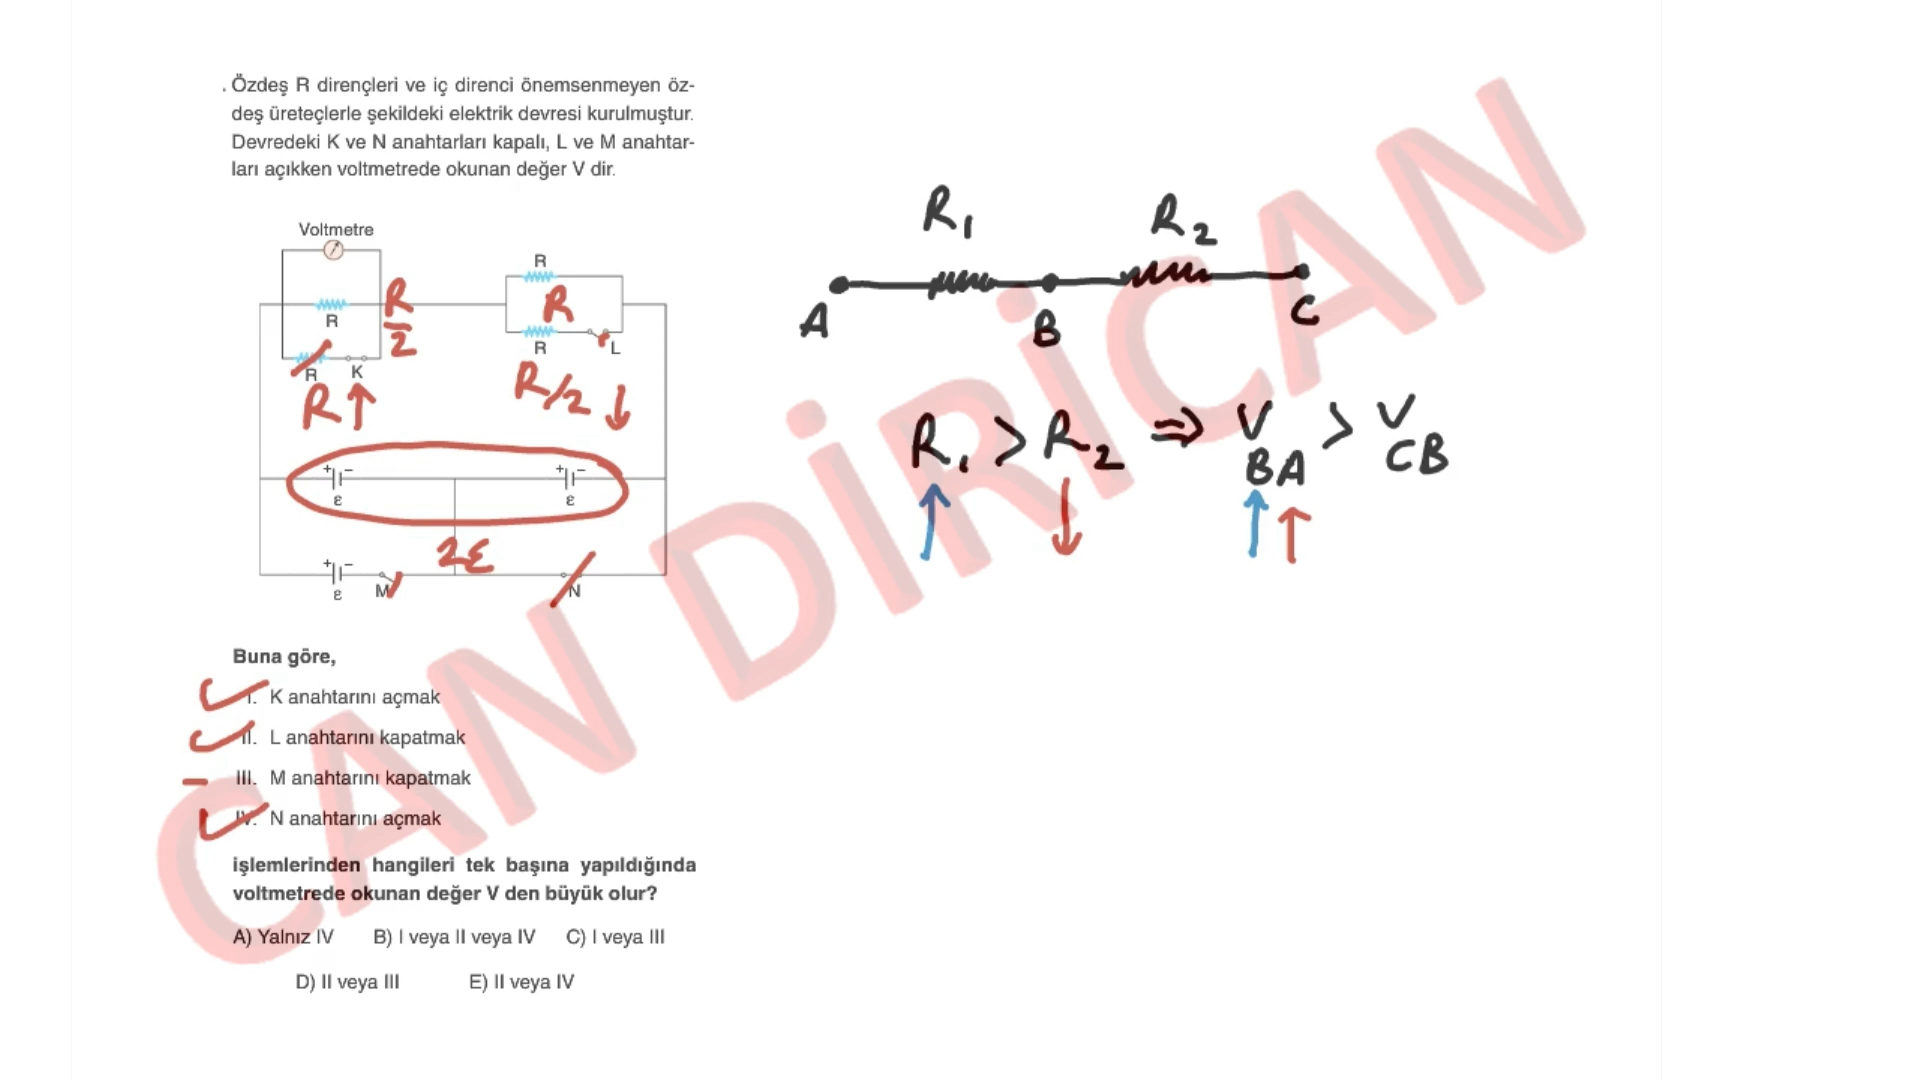 . Özdeş R dirençleri ve iç direnci önemsenmeyen öz-
deş üreteçlerle şekildeki elektrik devresi kurulmuştur.
Devredeki K ve N anahtarları kapalı, L ve M anahtar-
ları açıkken voltmetrede okunan değer V dir.
Voltmetre
R
R
R K
R/2
R↑
R
R
R L
R/2 ↓
+ - + -
ε ε
2ε
+ -
ε M N
R₁ R₂
A B C
R₁ > R₂ ⇒ V_BA > V_CB
Buna göre,
I. K anahtarını açmak
II. L anahtarını kapatmak
III. M anahtarını kapatmak
IV. N anahtarını açmak
işlemlerinden hangileri tek başına yapıldığında
voltmetrede okunan değer V den büyük olur?
A) Yalnız IV B) I veya II veya IV C) I veya III
D) II veya III E) II veya IV
CAN DİRİCAN